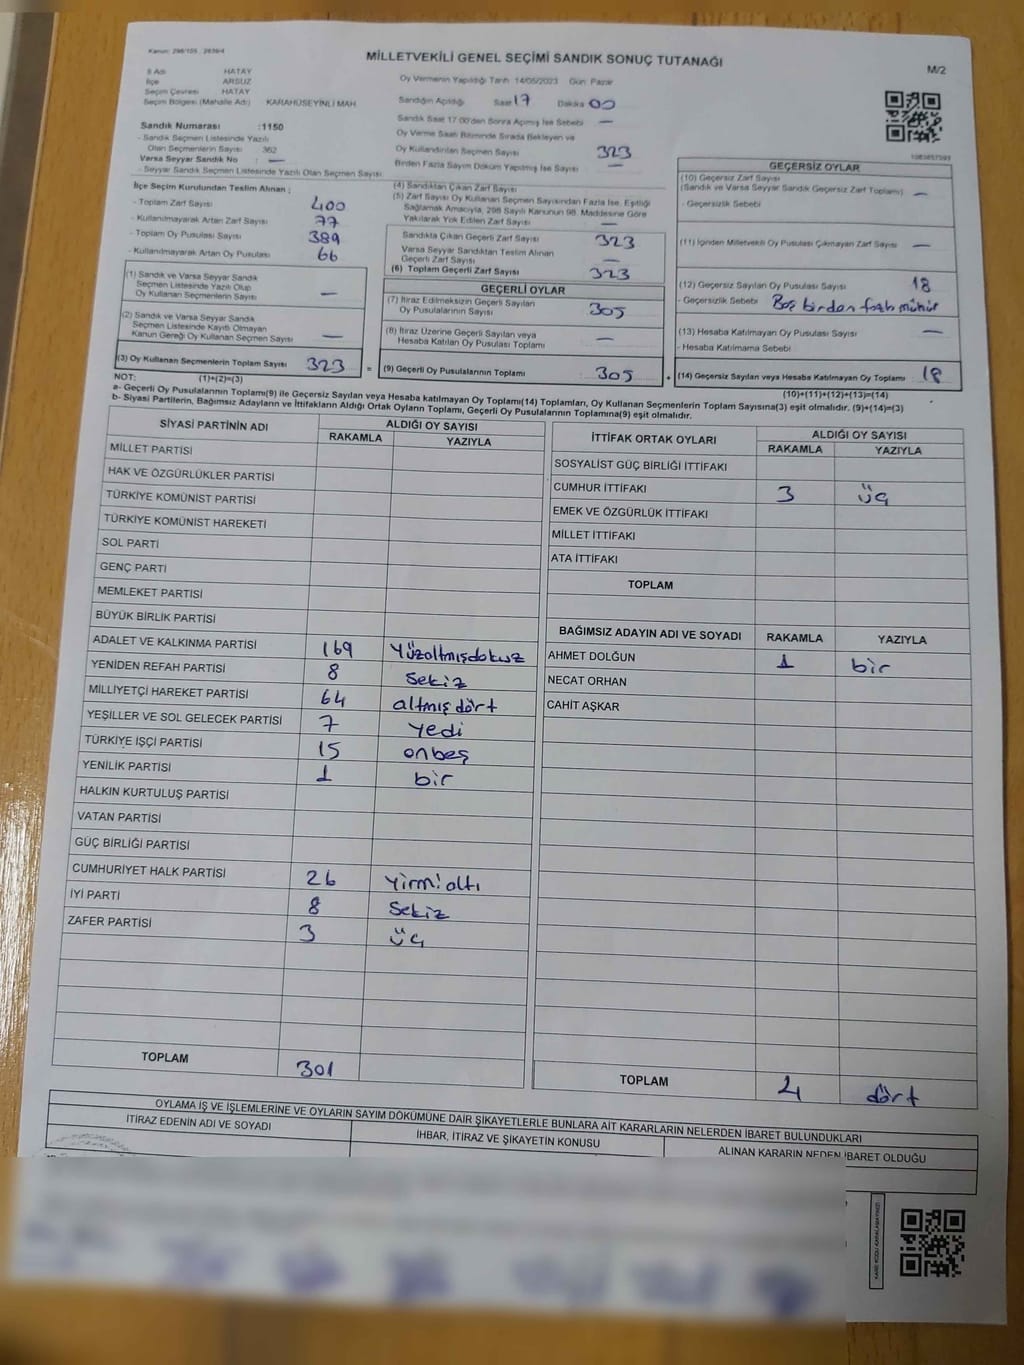 Kanun: 298/105 2839/4
MİLLETVEKİLİ GENEL SEÇİMİ SANDIK SONUÇ TUTANAĞI
M/2
İl Adı HATAY
İlçe ARSUZ
Seçim Çevresi HATAY
Seçim Bölgesi (Mahalle Adı) KARAHÜSEYİNLİ MAH.
Oy Vermenin Yapıldığı Tarih 14/05/2023 Gün Pazar
Sandığın Açıldığı Saat 17 Dakika 00
Sandık Saat 17:00'den Sonra Açılmış İse Sebebi —
Oy Verme Saati Bitiminde Sırada Bekleyen ve
Oy Kullandırılan Seçmen Sayısı 323
Birden Fazla Sayım Döküm Yapılmış İse Sayısı —
Sandık Numarası :1150
- Sandık Seçmen Listesinde Yazılı
Olan Seçmenlerin Sayısı 362
Varsa Seyyar Sandık No : —
- Seyyar Sandık Seçmen Listesinde Yazılı Olan Seçmen Sayısı
İlçe Seçim Kurulundan Teslim Alınan ;
- Toplam Zarf Sayısı 400
- Kullanılmayarak Artan Zarf Sayısı 77
- Toplam Oy Pusulası Sayısı 389
- Kullanılmayarak Artan Oy Pusulası 66
(1) Sandık ve Varsa Seyyar Sandık
Seçmen Listesinde Yazılı Olup
Oy Kullanan Seçmenlerin Sayısı —
(2) Sandık ve Varsa Seyyar Sandık
Seçmen Listesinde Kayıtlı Olmayan
Kanun Gereği Oy Kullanan Seçmen Sayısı —
(3) Oy Kullanan Seçmenlerin Toplam Sayısı 323
(4) Sandıktan Çıkan Zarf Sayısı
(5) Zarf Sayısı Oy Kullanan Seçmen Sayısından Fazla İse, Eşitliği
Sağlamak Amacıyla, 298 Sayılı Kanunun 98. Maddesine Göre
Yakılarak Yok Edilen Zarf Sayısı —
Sandıkta Çıkan Geçerli Zarf Sayısı 323
Varsa Seyyar Sandıktan Teslim Alınan
Geçerli Zarf Sayısı —
(6) Toplam Geçerli Zarf Sayısı 323
GEÇERLİ OYLAR
(7) İtiraz Edilmeksizin Geçerli Sayılan
Oy Pusulalarının Sayısı 305
(8) İtiraz Üzerine Geçerli Sayılan veya
Hesaba Katılan Oy Pusulası Toplamı —
= (9) Geçerli Oy Pusulalarının Toplamı 305 +
1083857593
GEÇERSİZ OYLAR
(10) Geçersiz Zarf Sayısı
(Sandık ve Varsa Seyyar Sandık Geçersiz Zarf Toplamı) —
- Geçersizlik Sebebi
(11) İçinden Milletvekili Oy Pusulası Çıkmayan Zarf Sayısı —
(12) Geçersiz Sayılan Oy Pusulası Sayısı 18
- Geçersizlik Sebebi Boş birden fazla mühür
(13) Hesaba Katılmayan Oy Pusulası Sayısı —
- Hesaba Katılmama Sebebi
(14) Geçersiz Sayılan veya Hesaba Katılmayan Oy Toplamı 18
NOT: (1)+(2)=(3) (10)+(11)+(12)+(13)=(14)
a- Geçerli Oy Pusulalarının Toplamı(9) ile Geçersiz Sayılan veya Hesaba katılmayan Oy Toplamı(14) Toplamları, Oy Kullanan Seçmenlerin Toplam Sayısına(3) eşit olmalıdır. (9)+(14)=(3)
b- Siyasi Partilerin, Bağımsız Adayların ve İttifakların Aldığı Ortak Oyların Toplamı, Geçerli Oy Pusulalarının Toplamına(9) eşit olmalıdır.
SİYASİ PARTİNİN ADI ALDIĞI OY SAYISI
RAKAMLA YAZIYLA
MİLLET PARTİSİ
HAK VE ÖZGÜRLÜKLER PARTİSİ
TÜRKİYE KOMÜNİST PARTİSİ
TÜRKİYE KOMÜNİST HAREKETİ
SOL PARTİ
GENÇ PARTİ
MEMLEKET PARTİSİ
BÜYÜK BİRLİK PARTİSİ
ADALET VE KALKINMA PARTİSİ 169 Yüzaltmışdokuz
YENİDEN REFAH PARTİSİ 8 Sekiz
MİLLİYETÇİ HAREKET PARTİSİ 64 altmış dört
YEŞİLLER VE SOL GELECEK PARTİSİ 7 Yedi
TÜRKİYE İŞÇİ PARTİSİ 15 onbeş
YENİLİK PARTİSİ 1 bir
HALKIN KURTULUŞ PARTİSİ
VATAN PARTİSİ
GÜÇ BİRLİĞİ PARTİSİ
CUMHURİYET HALK PARTİSİ 26 Yirmi altı
İYİ PARTİ 8 Sekiz
ZAFER PARTİSİ 3 üç
TOPLAM 301
İTTİFAK ORTAK OYLARI ALDIĞI OY SAYISI
RAKAMLA YAZIYLA
SOSYALİST GÜÇ BİRLİĞİ İTTİFAKI
CUMHUR İTTİFAKI 3 üç
EMEK VE ÖZGÜRLÜK İTTİFAKI
MİLLET İTTİFAKI
ATA İTTİFAKI
TOPLAM
BAĞIMSIZ ADAYIN ADI VE SOYADI RAKAMLA YAZIYLA
AHMET DOLĞUN 1 bir
NECAT ORHAN
CAHİT AŞKAR
TOPLAM 4 dört
OYLAMA İŞ VE İŞLEMLERİNE VE OYLARIN SAYIM DÖKÜMÜNE DAİR ŞİKAYETLERLE BUNLARA AİT KARARLARIN NELERDEN İBARET BULUNDUKLARI
İTİRAZ EDENİN ADI VE SOYADI İHBAR, İTİRAZ VE ŞİKAYETİN KONUSU ALINAN KARARIN NEDEN İBARET OLDUĞU